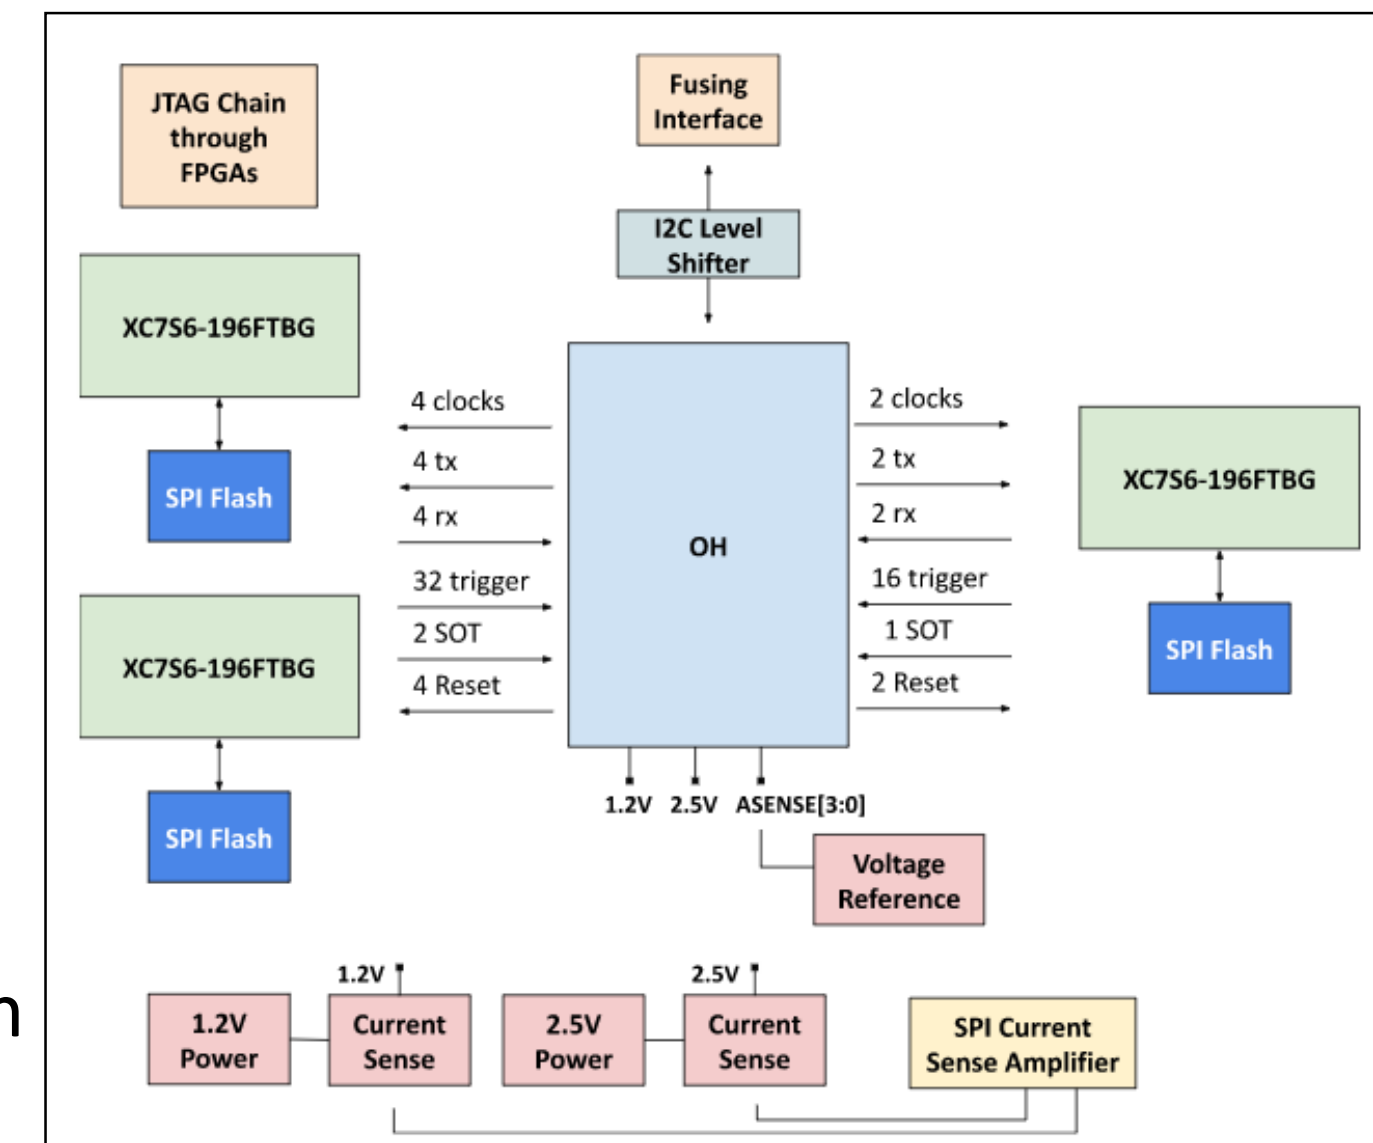 JTAG Chain
through
FPGAs
Fusing
Interface
I2C Level
Shifter
XC7S6-196FTBG
SPI Flash
XC7S6-196FTBG
SPI Flash
4 clocks
4 tx
4 rx
32 trigger
2 SOT
4 Reset
OH
2 clocks
2 tx
2 rx
16 trigger
1 SOT
2 Reset
XC7S6-196FTBG
SPI Flash
1.2V 2.5V ASENSE[3:0]
Voltage
Reference
n
1.2V
1.2V
Power
Current
Sense
2.5V
2.5V
Power
Current
Sense
SPI Current
Sense Amplifier